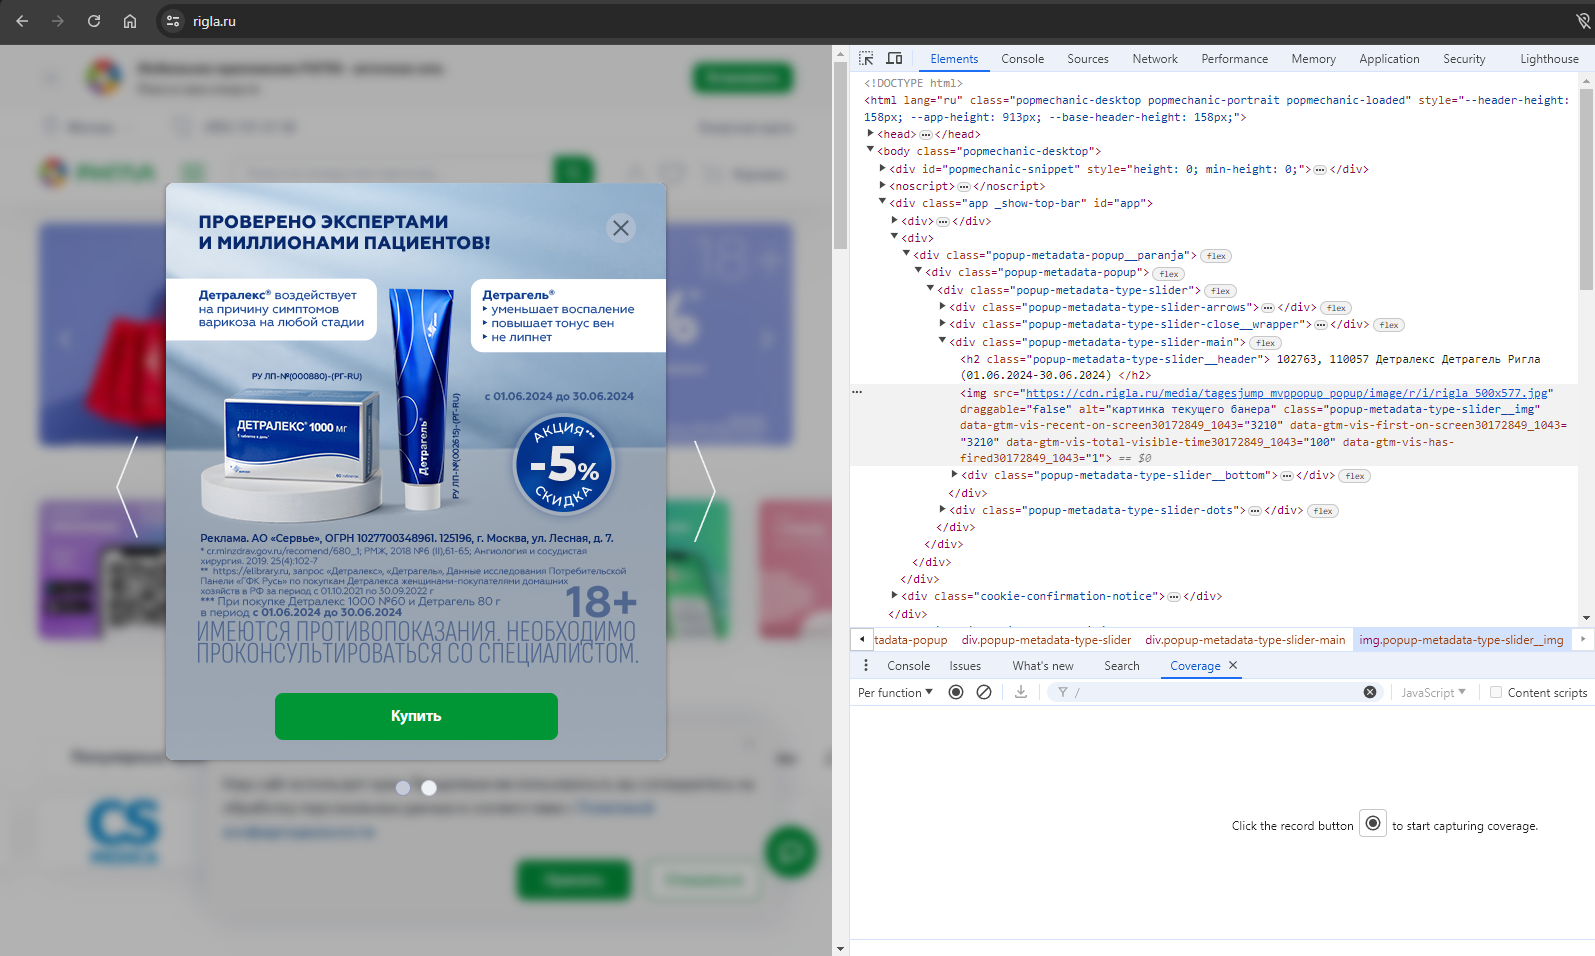 rigla.ru
ПРОВЕРЕНО ЭКСПЕРТАМИ
И МИЛЛИОНАМИ ПАЦИЕНТОВ!
Детралекс® воздействует
на причину симптомов
варикоза на любой стадии
Детрагель®
уменьшает воспаление
повышает тонус вен
не липнет
РУ ЛП-№(000880)-(РГ-RU)
с 01.06.2024 до 30.06.2024
ДЕТРАЛЕКС® 1000 МГ
Детрагель®
РУ ЛП-№(002615)-(РГ-RU)
АКЦИЯ***
-5%
СКИДКА
Реклама. АО «Сервье», ОГРН 1027700348961. 125196, г. Москва, ул. Лесная, д. 7.
* cr.minzdrav.gov.ru/recomend/680_1; РМЖ, 2018 №6 (II),61-65; Ангиология и сосудистая
хирургия. 2019. 25(4):102-7
** https://elibrary.ru, запрос «Детралекс», «Детрагель», Данные исследования Потребительской
Панели «ГФК Русь» по покупкам Детралекса женщинами-покупателями домашних
хозяйств в РФ за период с 01.10.2021 по 30.09.2022 г
*** При покупке Детралекс 1000 №60 и Детрагель 80 г
в период с 01.06.2024 до 30.06.2024
18+
ИМЕЮТСЯ ПРОТИВОПОКАЗАНИЯ. НЕОБХОДИМО
ПРОКОНСУЛЬТИРОВАТЬСЯ СО СПЕЦИАЛИСТОМ.
Купить
CS
MEDICA
Elements Console Sources Network Performance Memory Application Security Lighthouse
<!DOCTYPE html>
<html lang="ru" class="popmechanic-desktop popmechanic-portrait popmechanic-loaded" style="--header-height:
158px; --app-height: 913px; --base-header-height: 158px;">
<head> … </head>
<body class="popmechanic-desktop">
<div id="popmechanic-snippet" style="height: 0; min-height: 0;"> … </div>
<noscript> … </noscript>
<div class="app _show-top-bar" id="app">
<div> … </div>
<div>
<div class="popup-metadata-popup__paranja"> flex
<div class="popup-metadata-popup"> flex
<div class="popup-metadata-type-slider"> flex
<div class="popup-metadata-type-slider-arrows"> … </div> flex
<div class="popup-metadata-type-slider-close__wrapper"> … </div> flex
<div class="popup-metadata-type-slider-main"> flex
<h2 class="popup-metadata-type-slider__header"> 102763, 110057 Детралекс Детрагель Ригла
(01.06.2024-30.06.2024) </h2>
<img src="https://cdn.rigla.ru/media/tagesjump_mvppopup_popup/image/r/i/rigla_500x577.jpg"
draggable="false" alt="картинка текущего банера" class="popup-metadata-type-slider__img"
data-gtm-vis-recent-on-screen30172849_1043="3210" data-gtm-vis-first-on-screen30172849_1043=
"3210" data-gtm-vis-total-visible-time30172849_1043="100" data-gtm-vis-has-
fired30172849_1043="1"> == $0
<div class="popup-metadata-type-slider__bottom"> … </div> flex
</div>
<div class="popup-metadata-type-slider-dots"> … </div> flex
</div>
</div>
</div>
</div>
<div class="cookie-confirmation-notice"> … </div>
</div>
tadata-popup div.popup-metadata-type-slider div.popup-metadata-type-slider-main img.popup-metadata-type-slider__img
Console Issues What's new Search Coverage
Per function / JavaScript Content scripts
Click the record button to start capturing coverage.